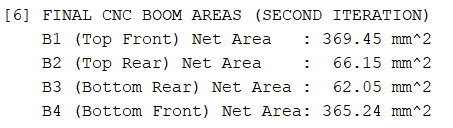 [6] FINAL CNC BOOM AREAS (SECOND ITERATION)
B1 (Top Front) Net Area   : 369.45 mm^2
B2 (Top Rear) Net Area    :  66.15 mm^2
B3 (Bottom Rear) Net Area :  62.05 mm^2
B4 (Bottom Front) Net Area: 365.24 mm^2